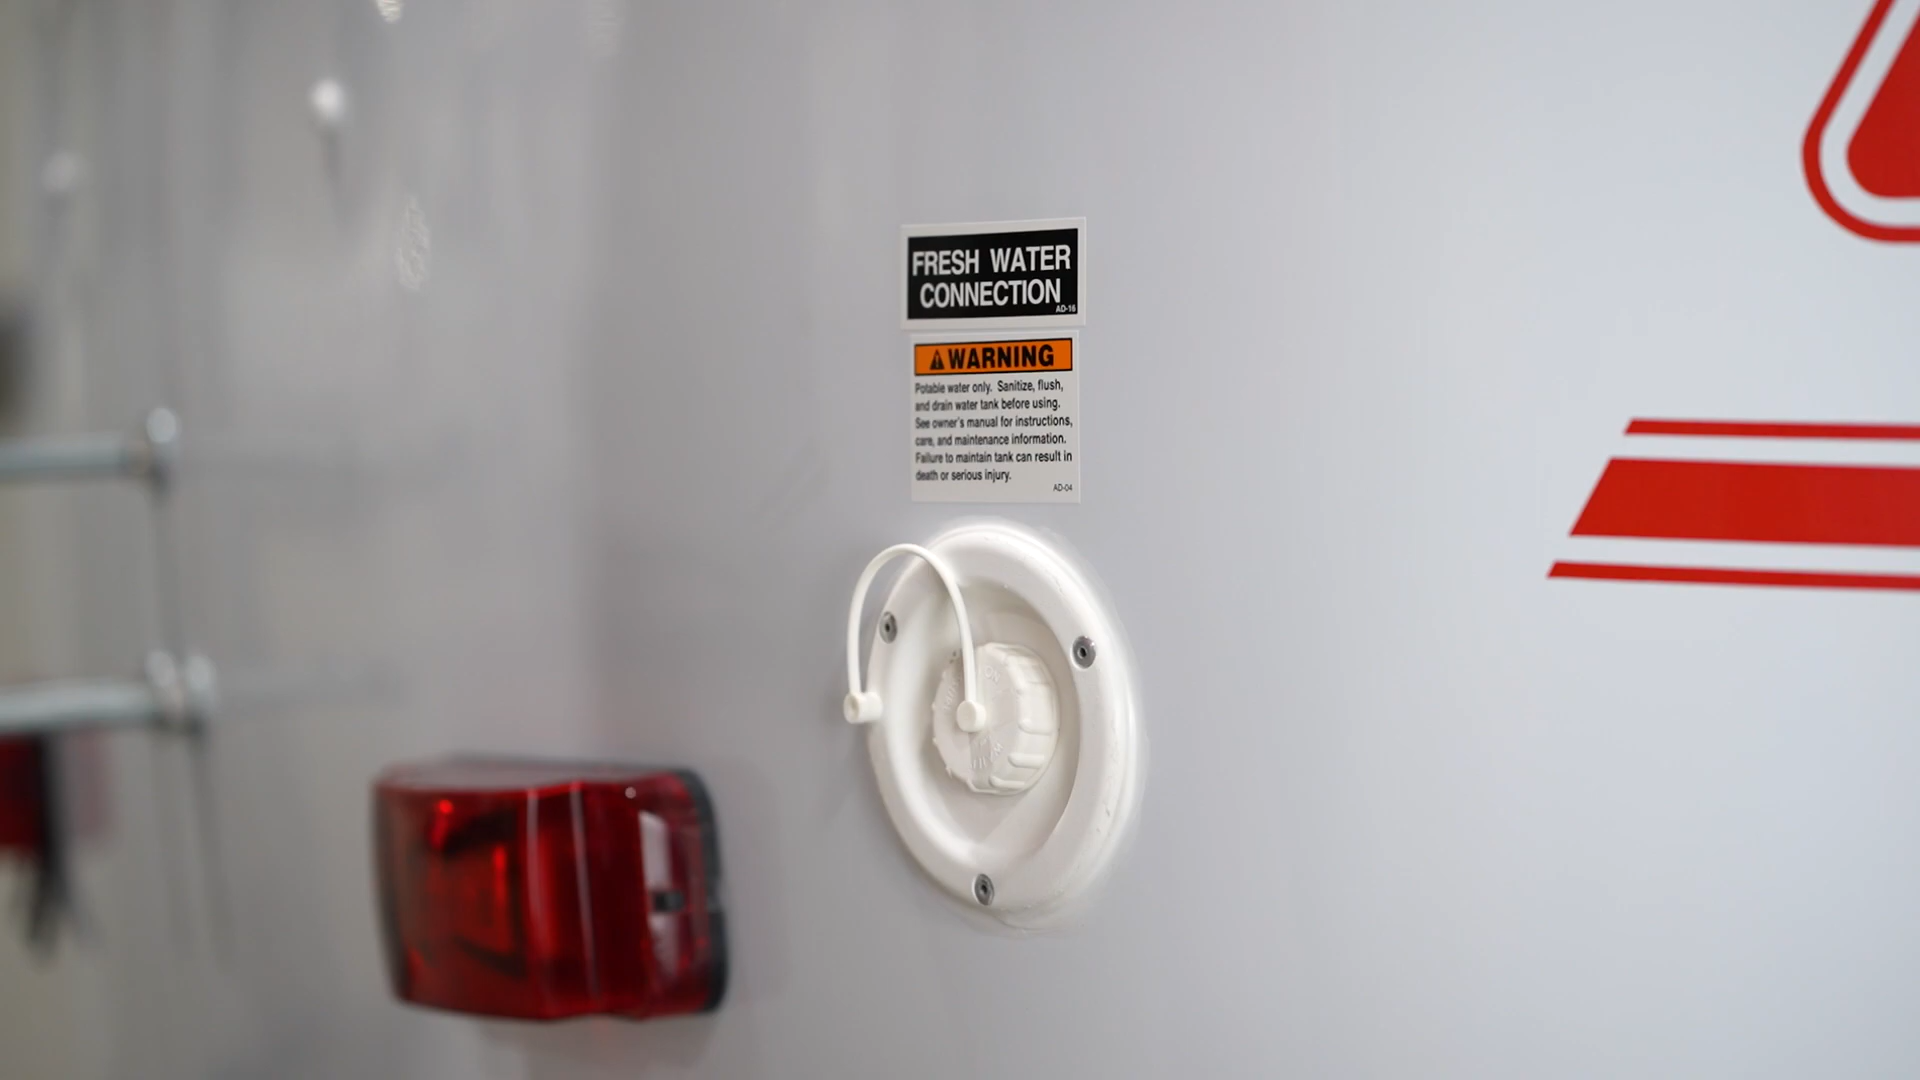 FRESH WATER
CONNECTION
AD-16
WARNING
Potable water only. Sanitize, flush,
and drain water tank before using.
See owner's manual for instructions,
care, and maintenance information.
Failure to maintain tank can result in
death or serious injury.
AD-04